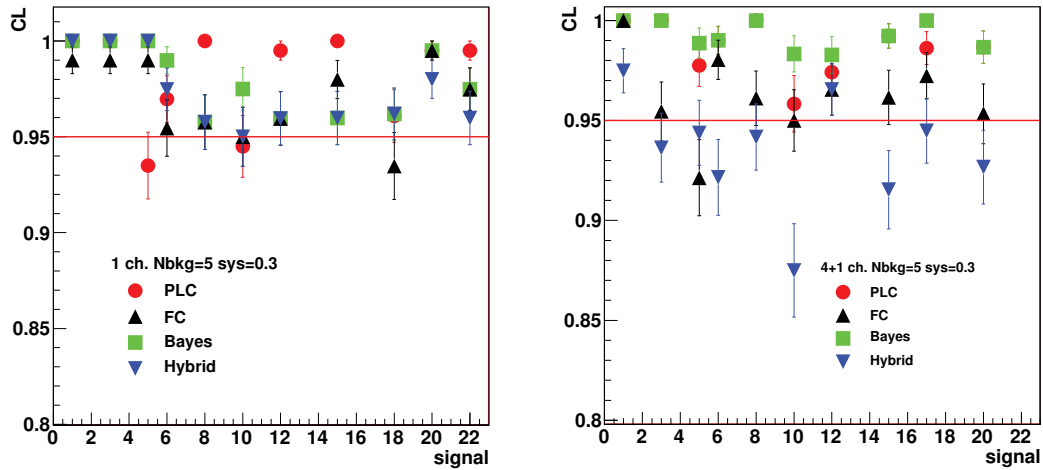 CL
1
0.95
0.9
0.85
0.8
1 ch. Nbkg=5 sys=0.3
PLC
FC
Bayes
Hybrid
0 2 4 6 8 10 12 14 16 18 20 22
signal
CL
1
0.95
0.9
0.85
0.8
4+1 ch. Nbkg=5 sys=0.3
PLC
FC
Bayes
Hybrid
0 2 4 6 8 10 12 14 16 18 20 22
signal